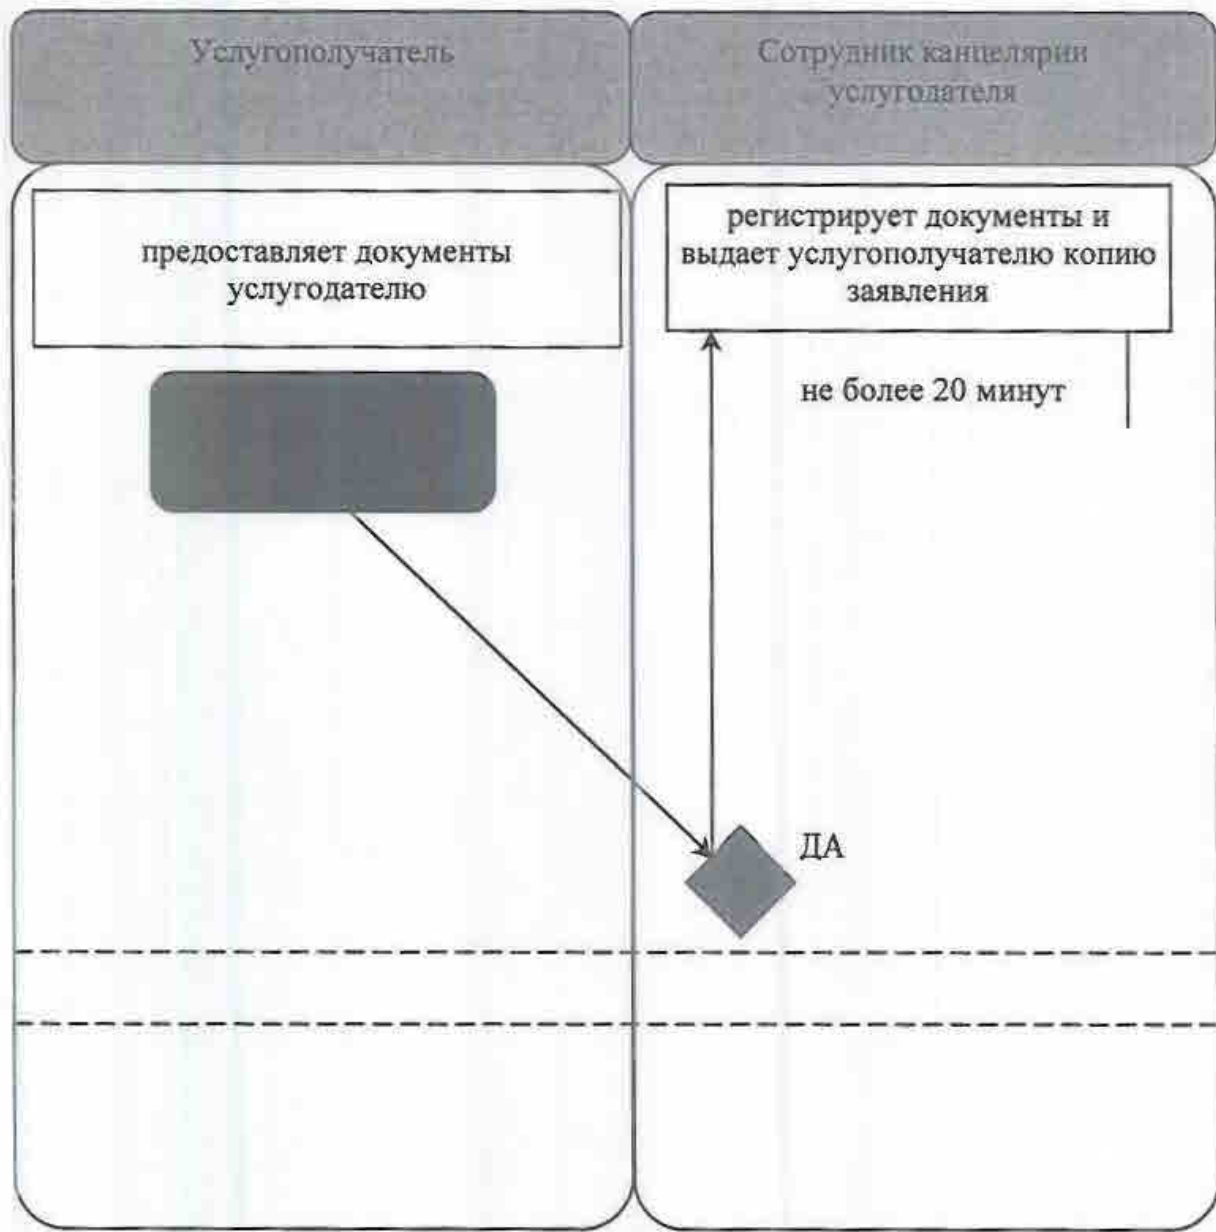 Услугополучатель
Сотрудник канцелярии
услугодателя
предоставляет документы
услугодателю
регистрирует документы и
выдает услугополучателю копию
заявления
не более 20 минут
ДА